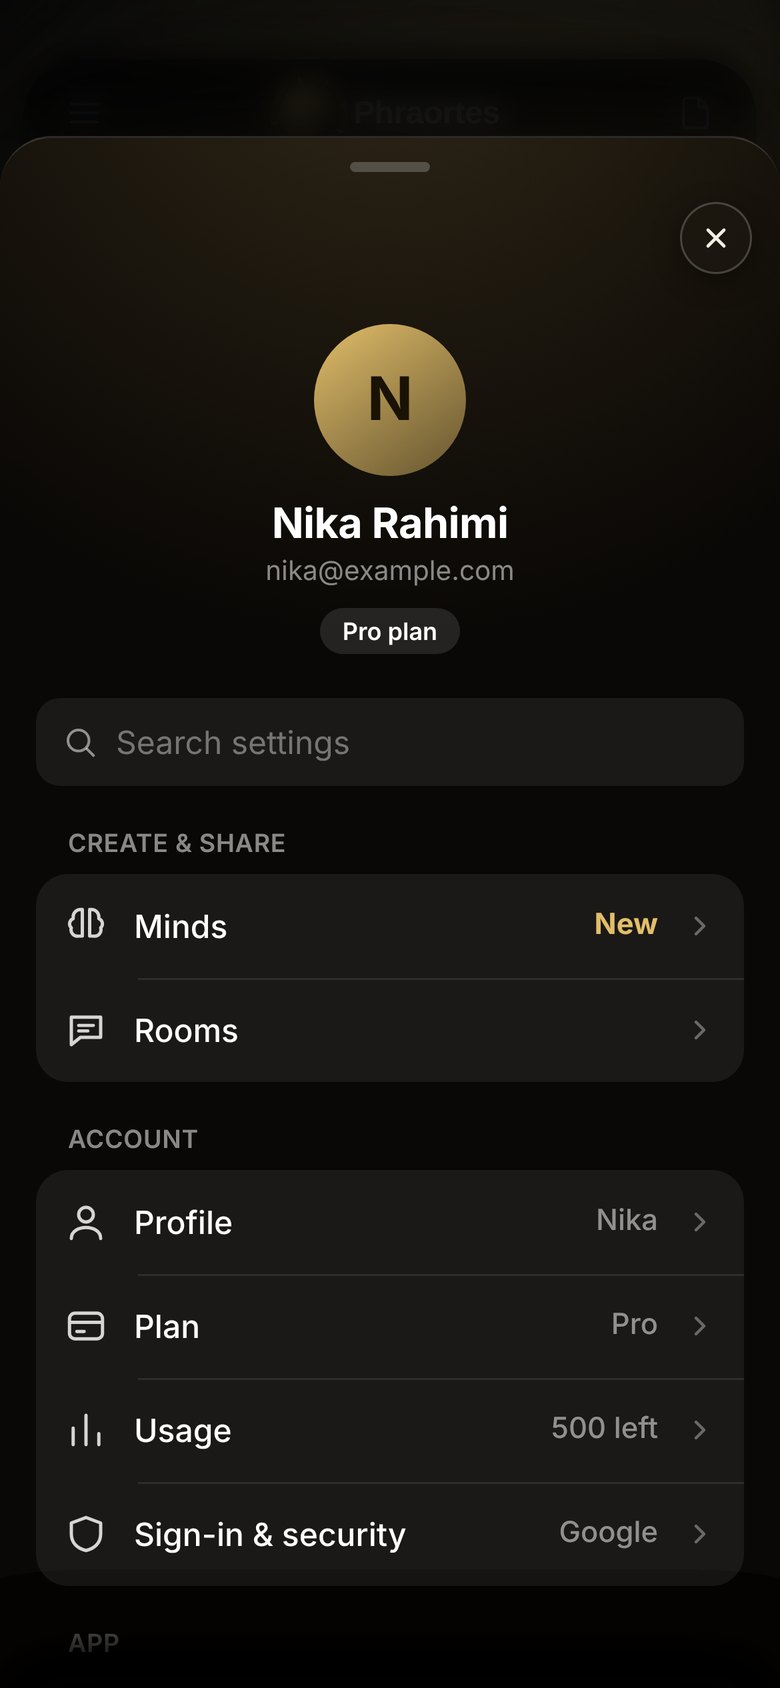 Phraortes
N
Nika Rahimi
nika@example.com
Pro plan
Search settings
CREATE & SHARE
Minds New
Rooms
ACCOUNT
Profile Nika
Plan Pro
Usage 500 left
Sign-in & security Google
APP